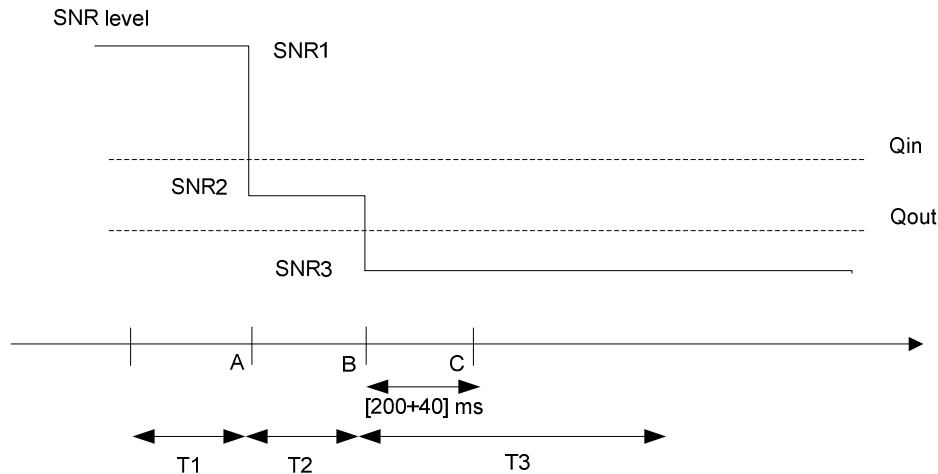 SNR level
SNR1
Qin
SNR2
Qout
SNR3
A
B
C
[200+40] ms
T1
T2
T3